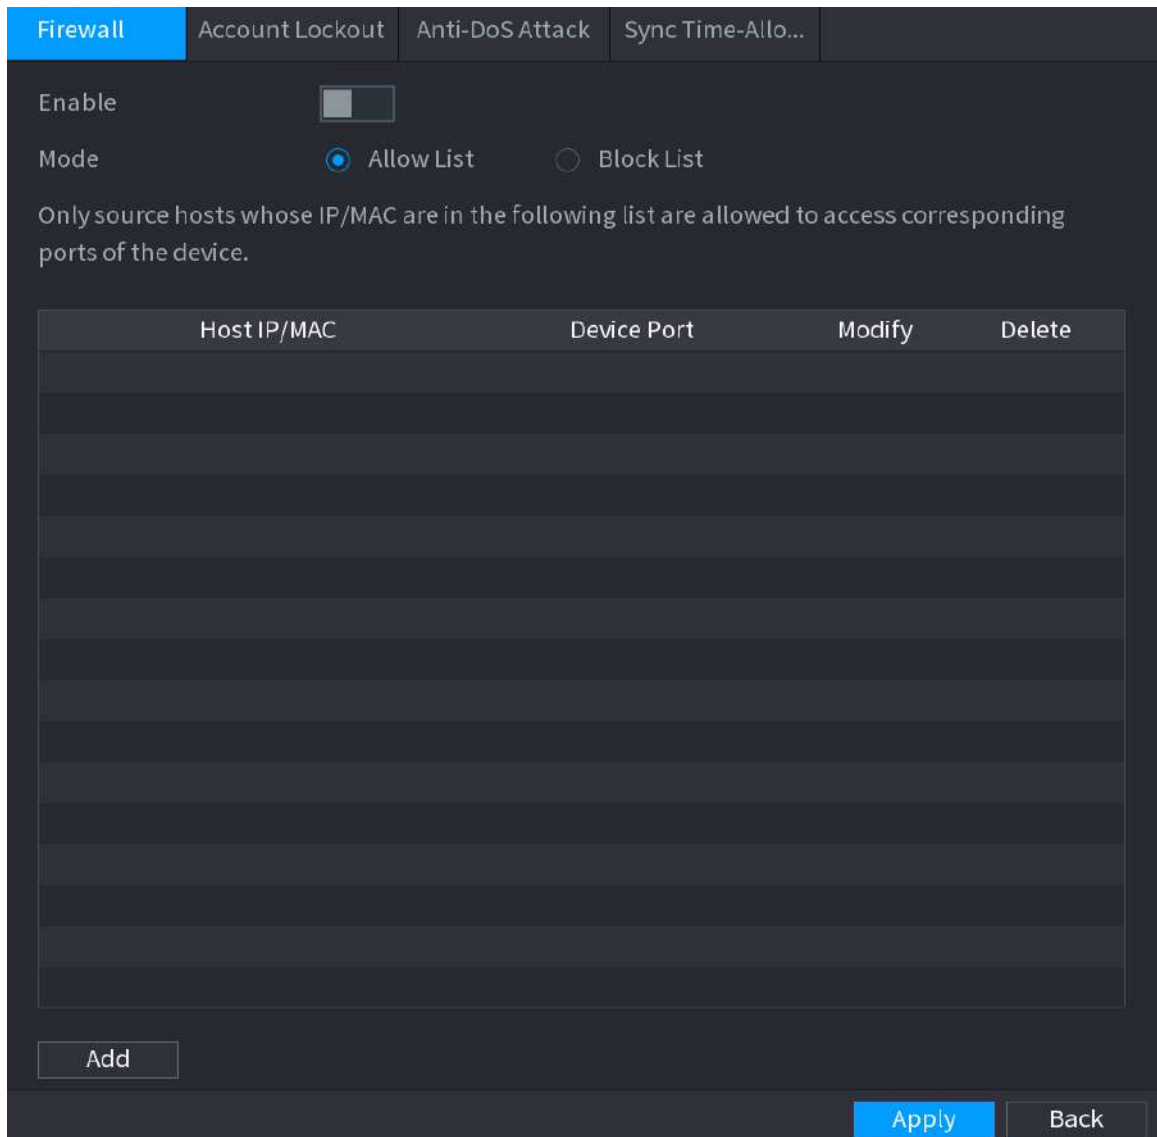 Firewall Account Lockout Anti-DoS Attack Sync Time-Allo...
Enable
Mode Allow List Block List
Only source hosts whose IP/MAC are in the following list are allowed to access corresponding
ports of the device.
Host IP/MAC Device Port Modify Delete
Add
Apply Back